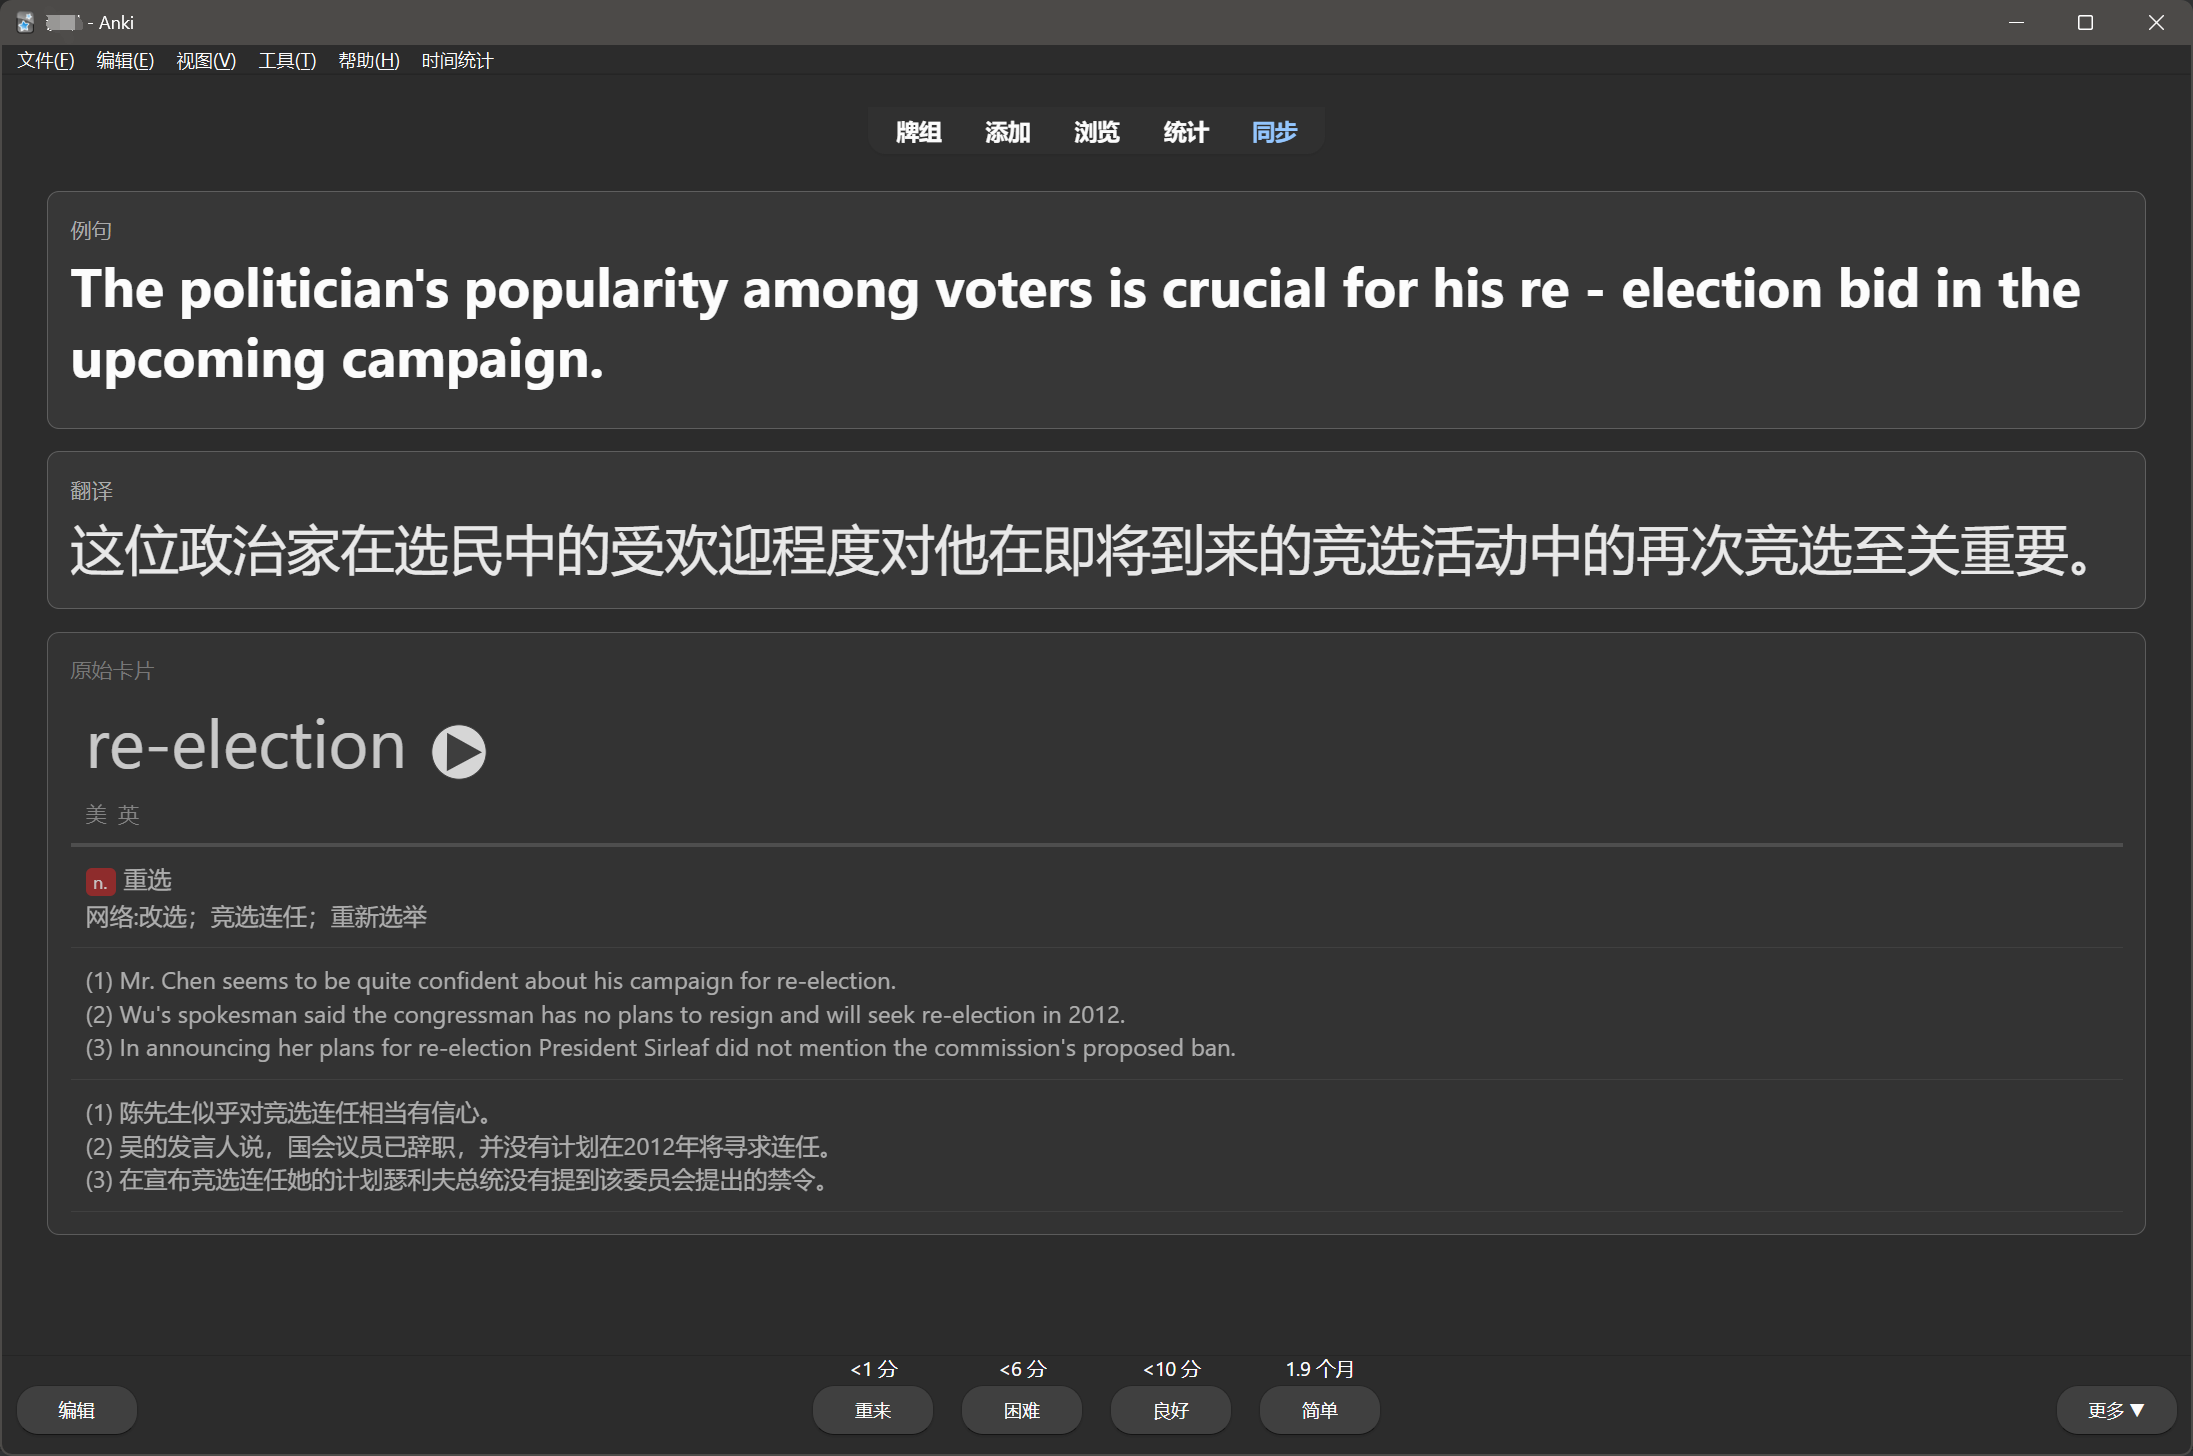 - Anki
文件(F) 编辑(E) 视图(V) 工具(T) 帮助(H) 时间统计
牌组 添加 浏览 统计 同步
例句
The politician's popularity among voters is crucial for his re - election bid in the
upcoming campaign.
翻译
这位政治家在选民中的受欢迎程度对他在即将到来的竞选活动中的再次竞选至关重要。
原始卡片
re-election
美 英
n. 重选
网络:改选；竞选连任；重新选举
(1) Mr. Chen seems to be quite confident about his campaign for re-election.
(2) Wu's spokesman said the congressman has no plans to resign and will seek re-election in 2012.
(3) In announcing her plans for re-election President Sirleaf did not mention the commission's proposed ban.
(1) 陈先生似乎对竞选连任相当有信心。
(2) 吴的发言人说，国会议员已辞职，并没有计划在2012年将寻求连任。
(3) 在宣布竞选连任她的计划瑟利夫总统没有提到该委员会提出的禁令。
<1 分 <6 分 <10 分 1.9 个月
编辑 重来 困难 良好 简单 更多▼